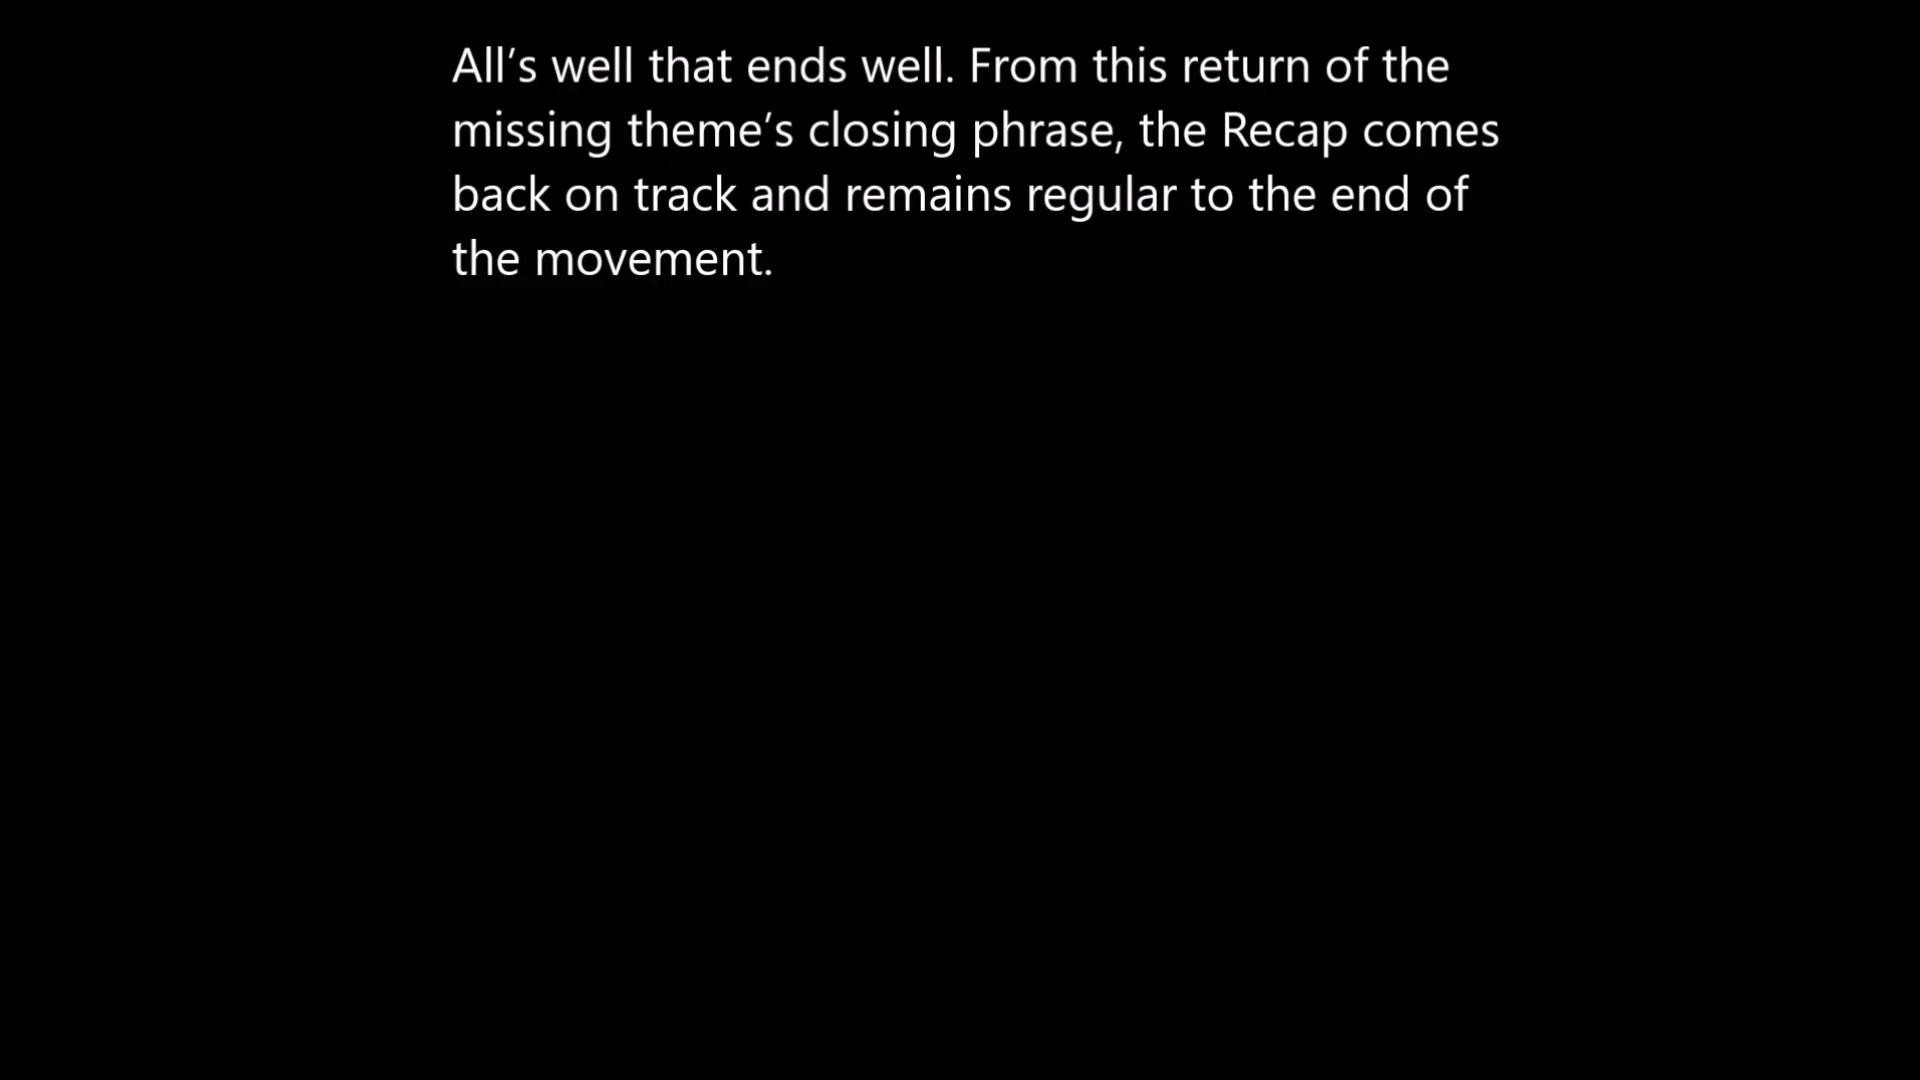 All’s well that ends well. From this return of the
missing theme’s closing phrase, the Recap comes
back on track and remains regular to the end of
the movement.